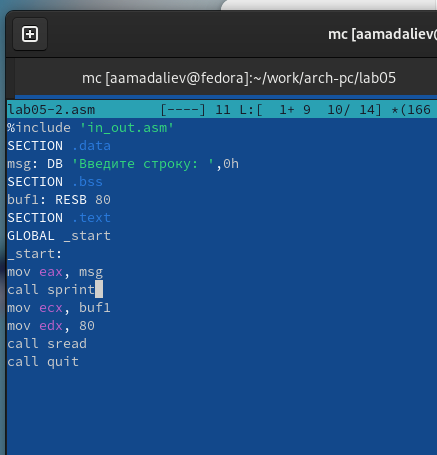 mc [aamadaliev@
mc [aamadaliev@fedora]:~/work/arch-pc/lab05
lab05-2.asm [----] 11 L:[ 1+ 9 10/ 14] *(166
%include 'in_out.asm'
SECTION .data
msg: DB 'Введите строку: ',0h
SECTION .bss
buf1: RESB 80
SECTION .text
GLOBAL _start
_start:
mov eax, msg
call sprint
mov ecx, buf1
mov edx, 80
call sread
call quit